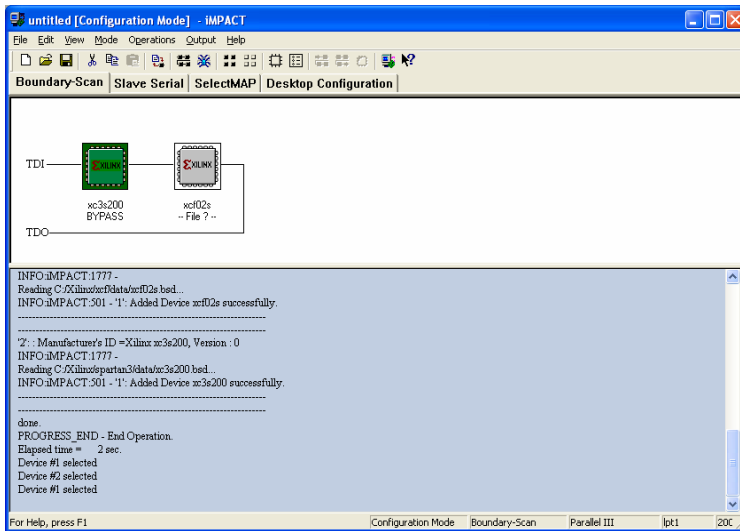 untitled [Configuration Mode] - iMPACT
File Edit View Mode Operations Output Help
Boundary-Scan Slave Serial SelectMAP Desktop Configuration
TDI
XILINX XILINX
xc3s200 xcf02s
BYPASS -- File ? --
TDO
INFO:iMPACT:1777 -
Reading C:/Xilinx/xcf/data/xcf02s.bsd...
INFO:iMPACT:501 - '1': Added Device xcf02s successfully.
----------------------------------------------------------------------
----------------------------------------------------------------------
'2': : Manufacturer's ID =Xilinx xc3s200, Version : 0
INFO:iMPACT:1777 -
Reading C:/Xilinx/spartan3/data/xc3s200.bsd...
INFO:iMPACT:501 - '1': Added Device xc3s200 successfully.
----------------------------------------------------------------------
----------------------------------------------------------------------
done.
PROGRESS_END - End Operation.
Elapsed time = 2 sec.
Device #1 selected
Device #2 selected
Device #1 selected
For Help, press F1 Configuration Mode Boundary-Scan Parallel III lpt1